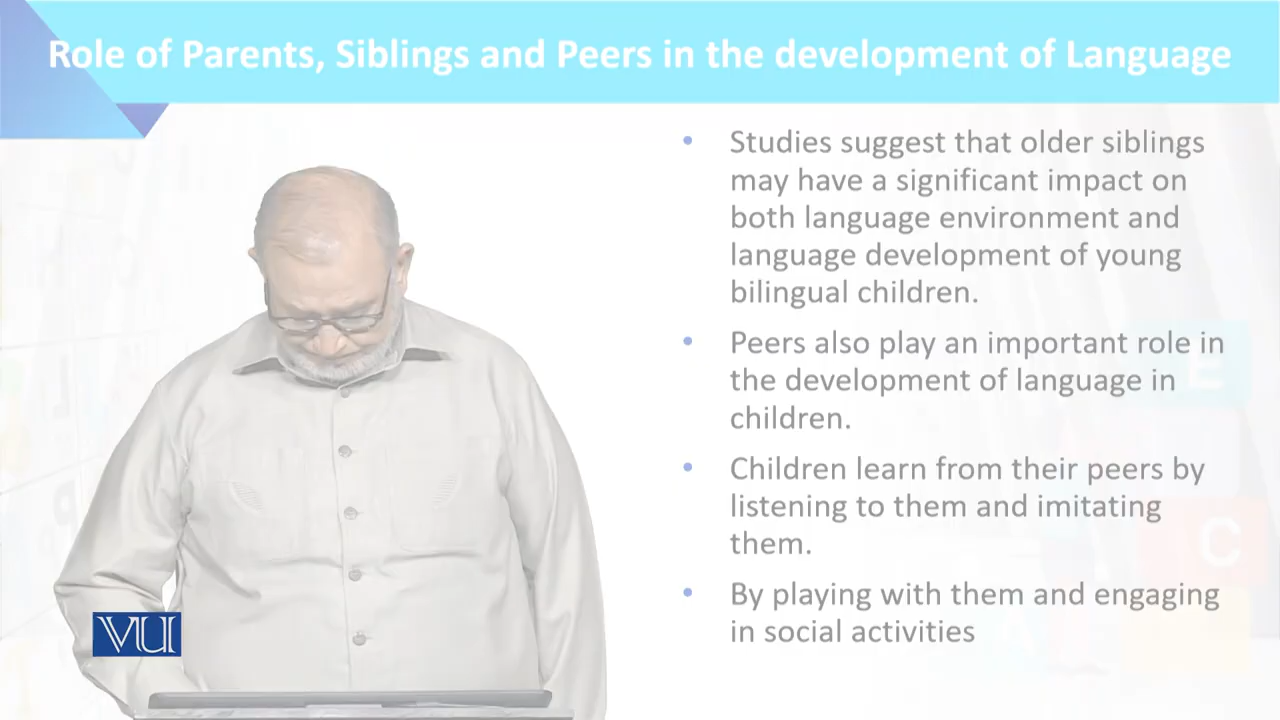 Role of Parents, Siblings and Peers in the development of Language
• Studies suggest that older siblings
may have a significant impact on
both language environment and
language development of young
bilingual children.
• Peers also play an important role in
the development of language in
children.
• Children learn from their peers by
listening to them and imitating
them.
• By playing with them and engaging
in social activities
VU
E
C